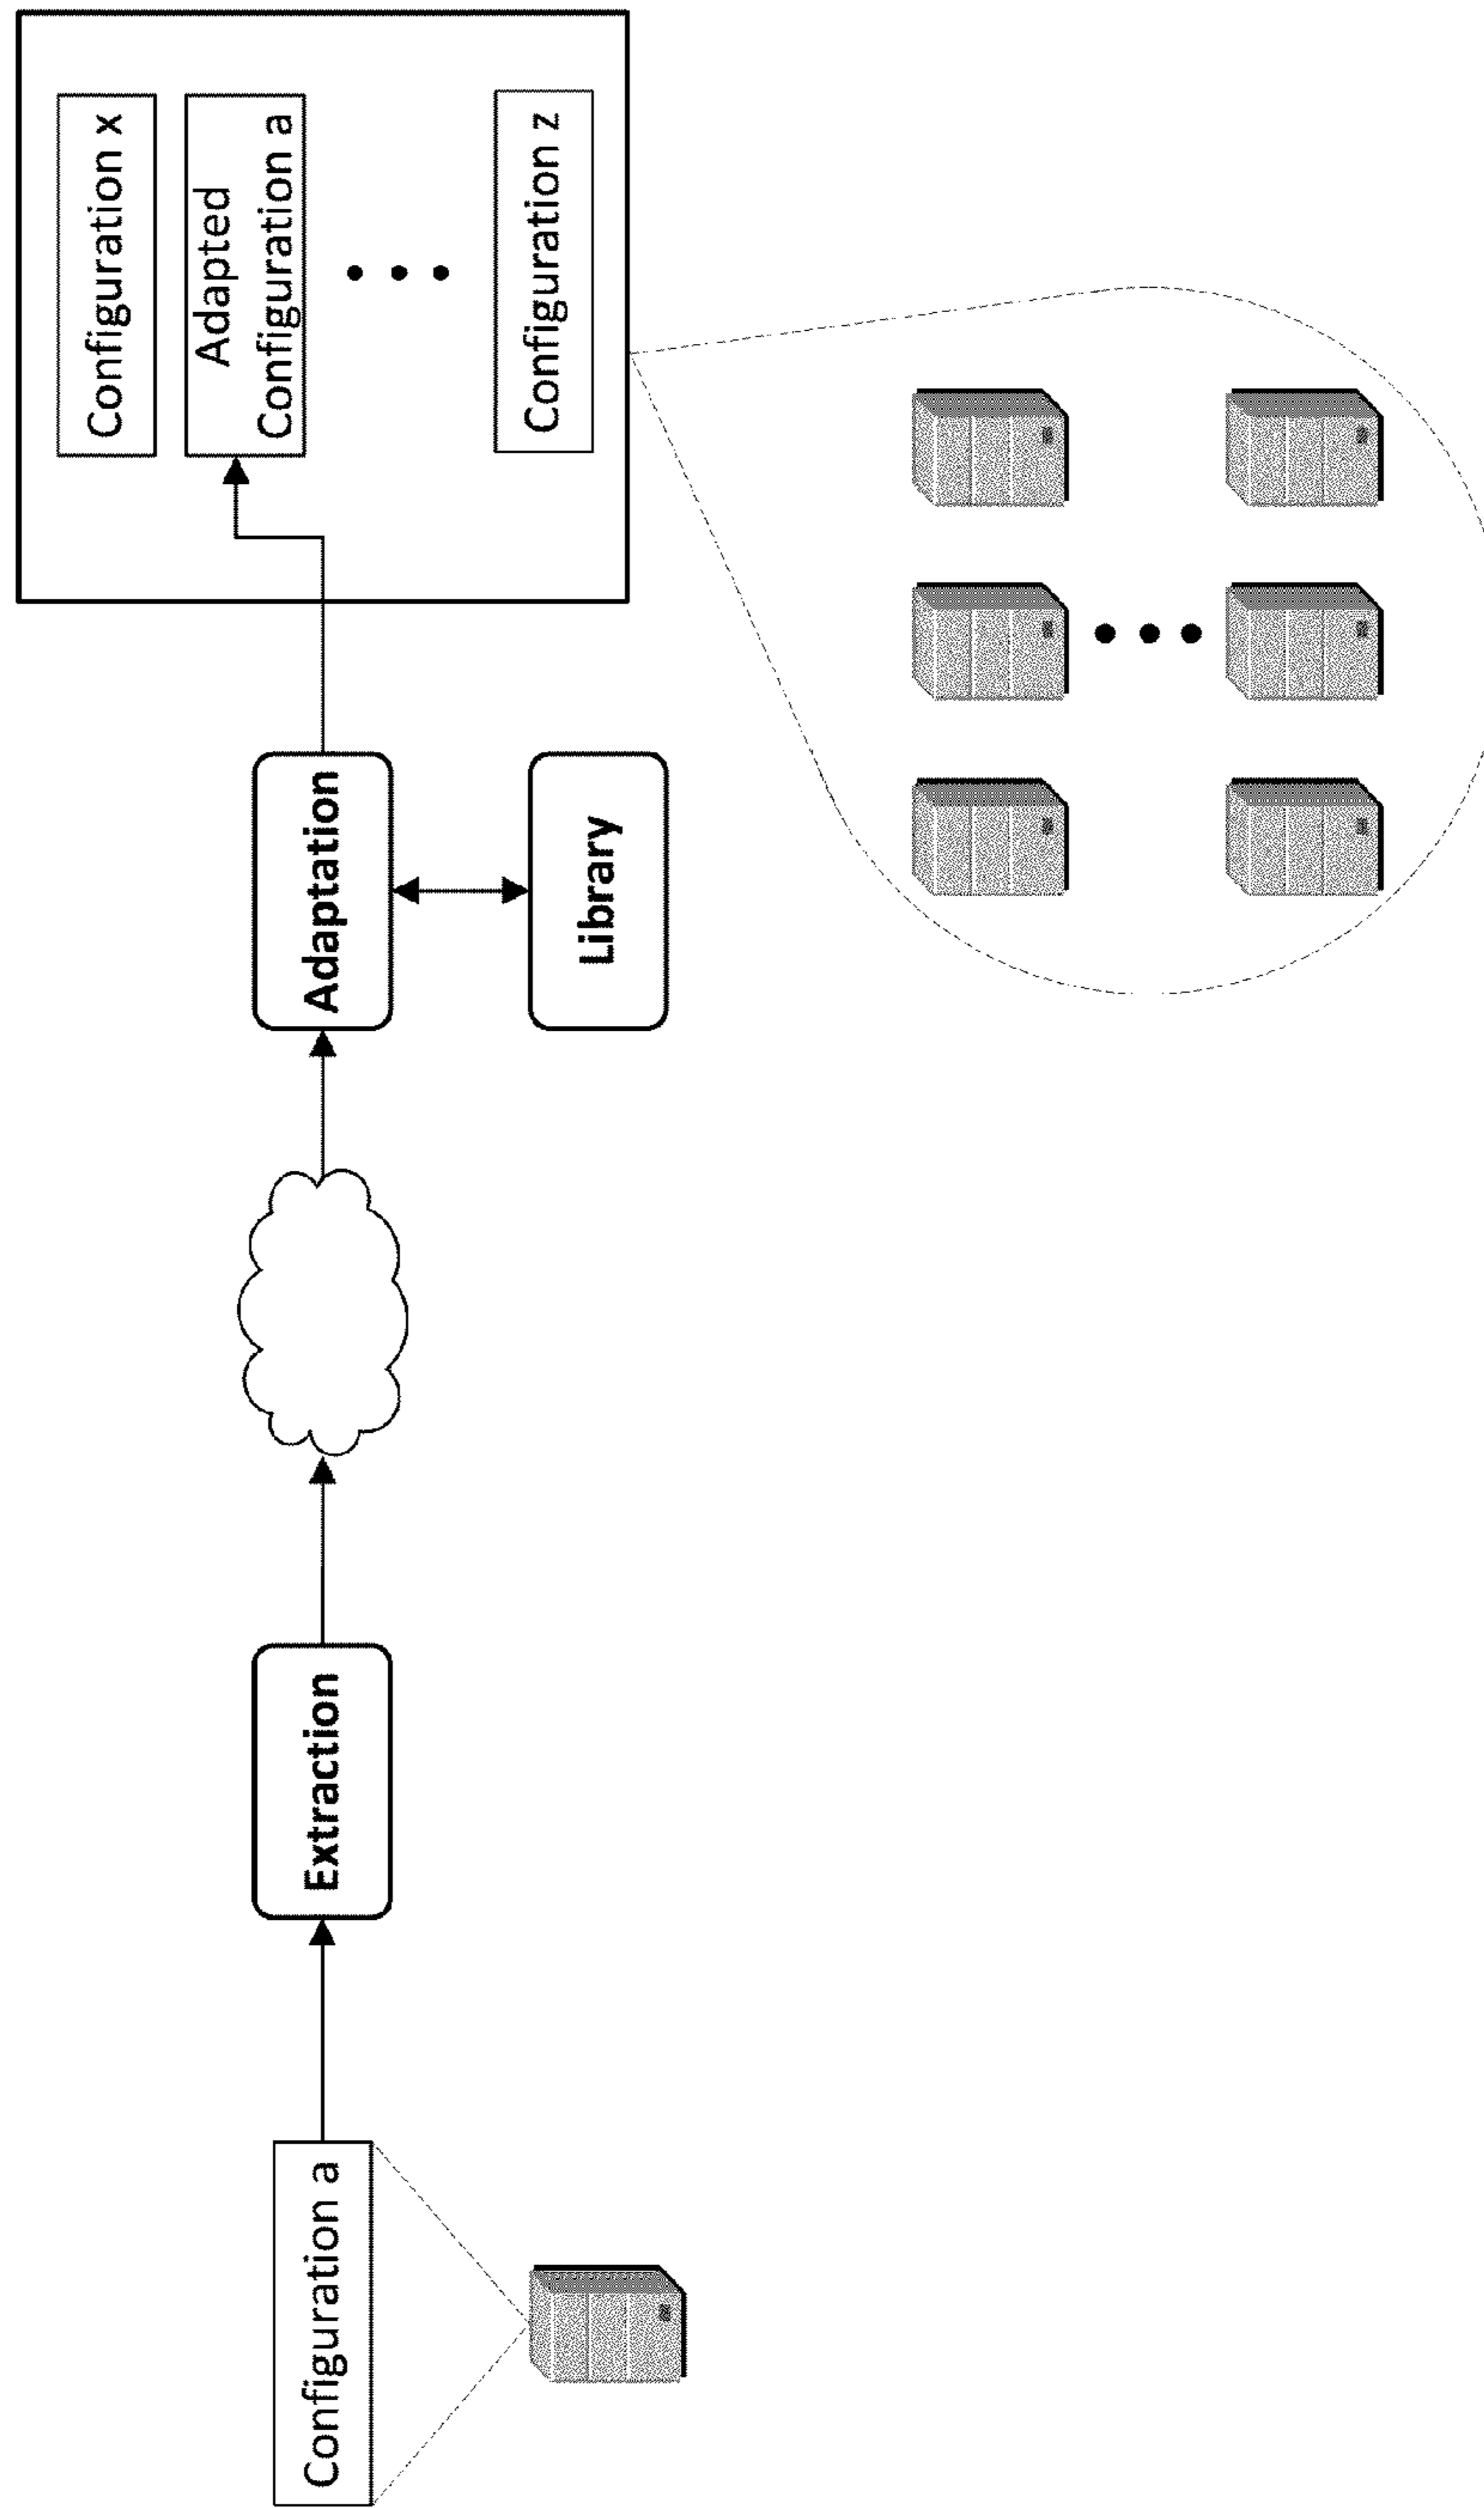 Configuration a
Extraction
Adaptation
Library
Configuration x
Adapted
Configuration a
Configuration z